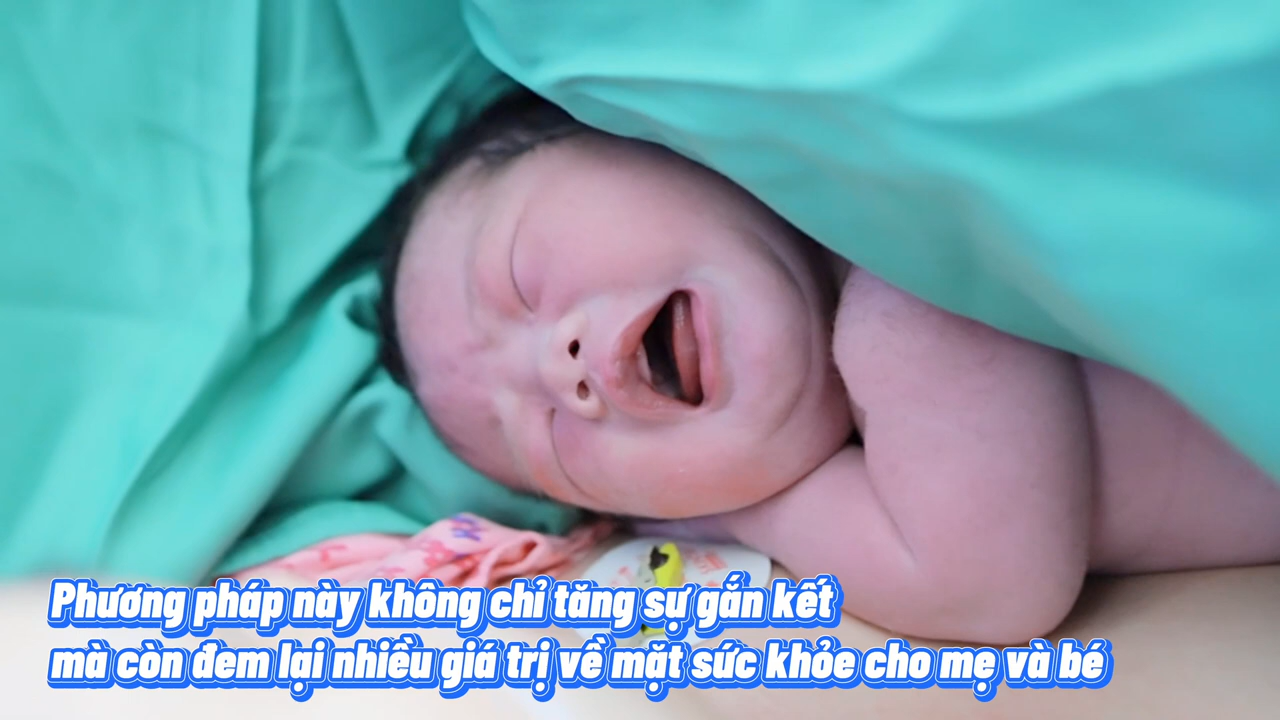 Phương pháp này không chỉ tăng sự gắn kết
mà còn đem lại nhiều giá trị về mặt sức khỏe cho mẹ và bé